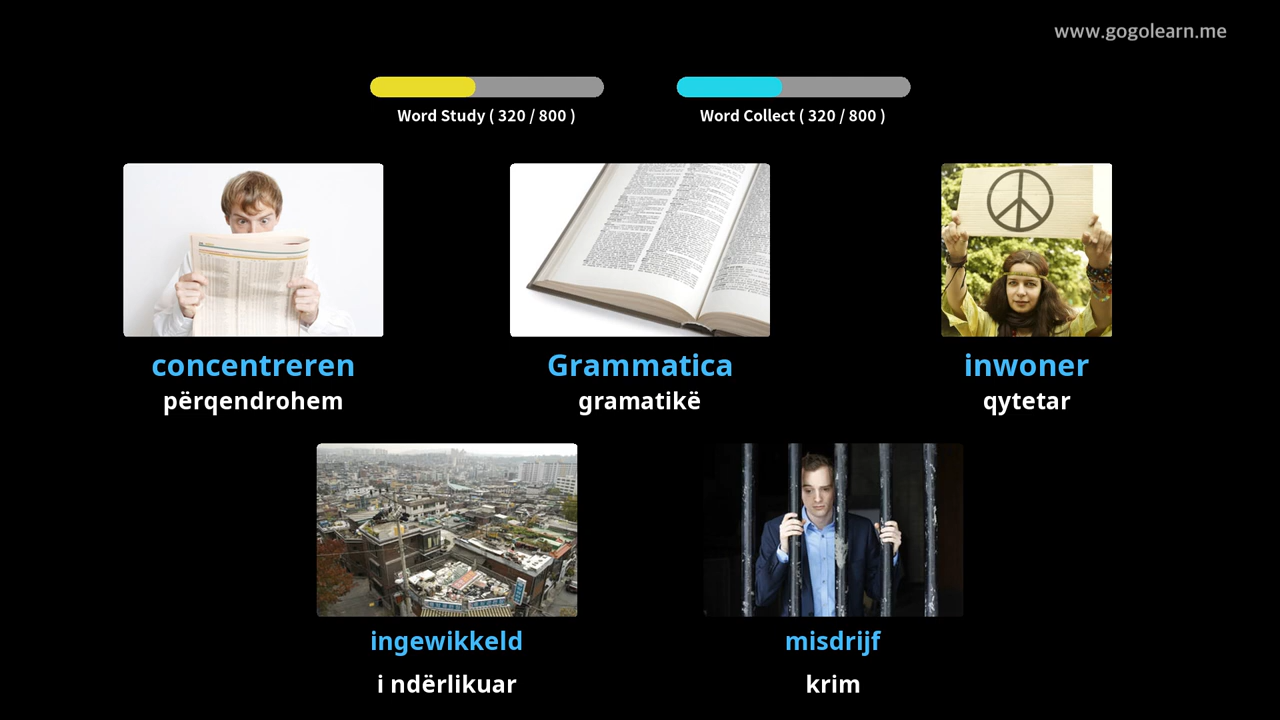 www.gogolearn.me
Word Study ( 320 / 800 )
Word Collect ( 320 / 800 )
concentreren
përqendrohem
Grammatica
gramatikë
inwoner
qytetar
ingewikkeld
i ndërlikuar
misdrijf
krim